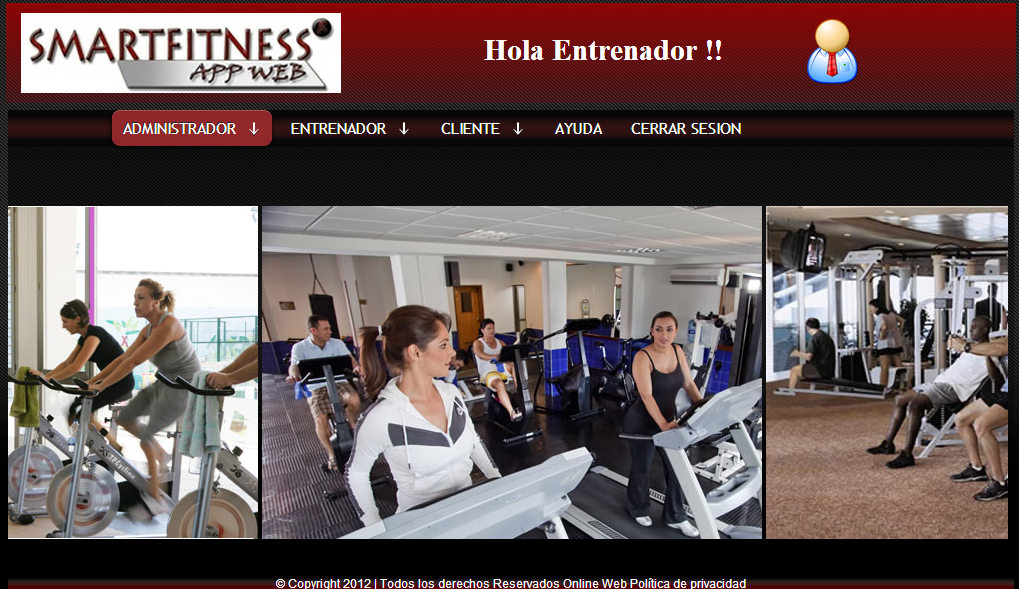 SMARTFITNESS
APP WEB
Hola Entrenador !!
ADMINISTRADOR ↓ ENTRENADOR ↓ CLIENTE ↓ AYUDA CERRAR SESION
© Copyright 2012 | Todos los derechos Reservados Online Web Política de privacidad